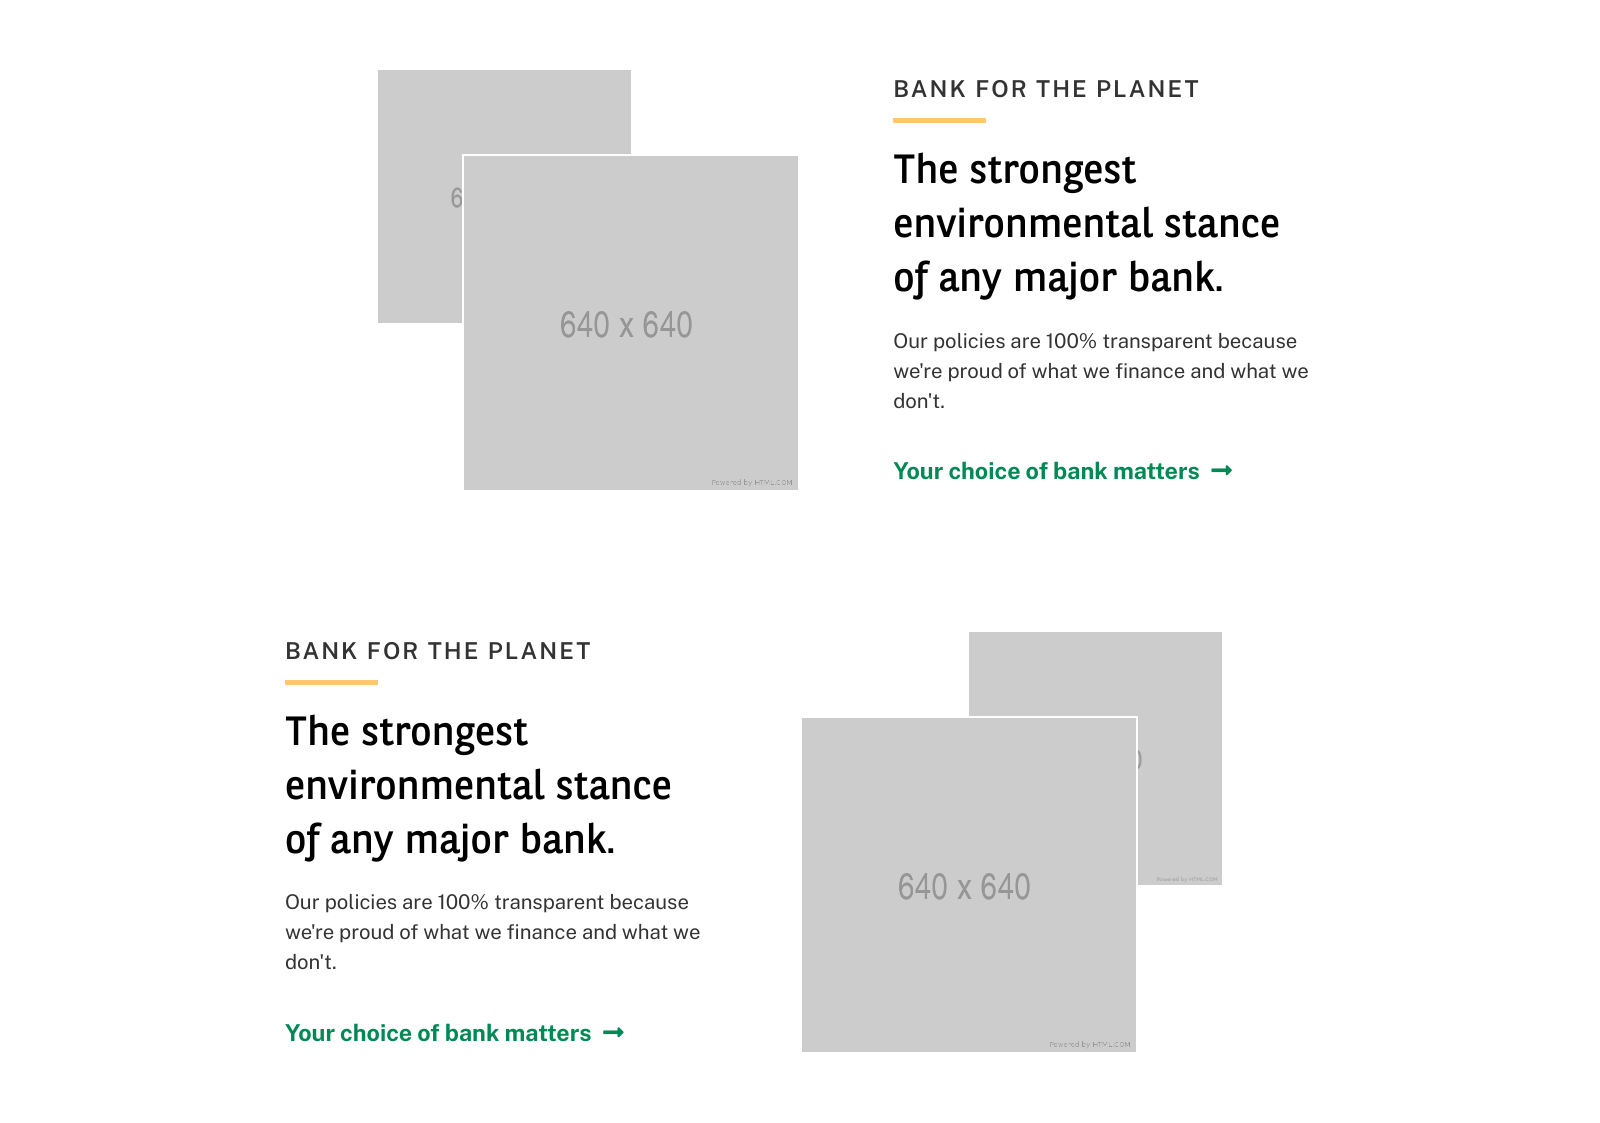 BANK FOR THE PLANET
The strongest
environmental stance
of any major bank.
Our policies are 100% transparent because
we're proud of what we finance and what we
don't.
Your choice of bank matters
6
640 x 640
Powered by HTML.COM
BANK FOR THE PLANET
The strongest
environmental stance
of any major bank.
Our policies are 100% transparent because
we're proud of what we finance and what we
don't.
Your choice of bank matters
640 x 640
Powered by HTML.COM
Powered by HTML.COM